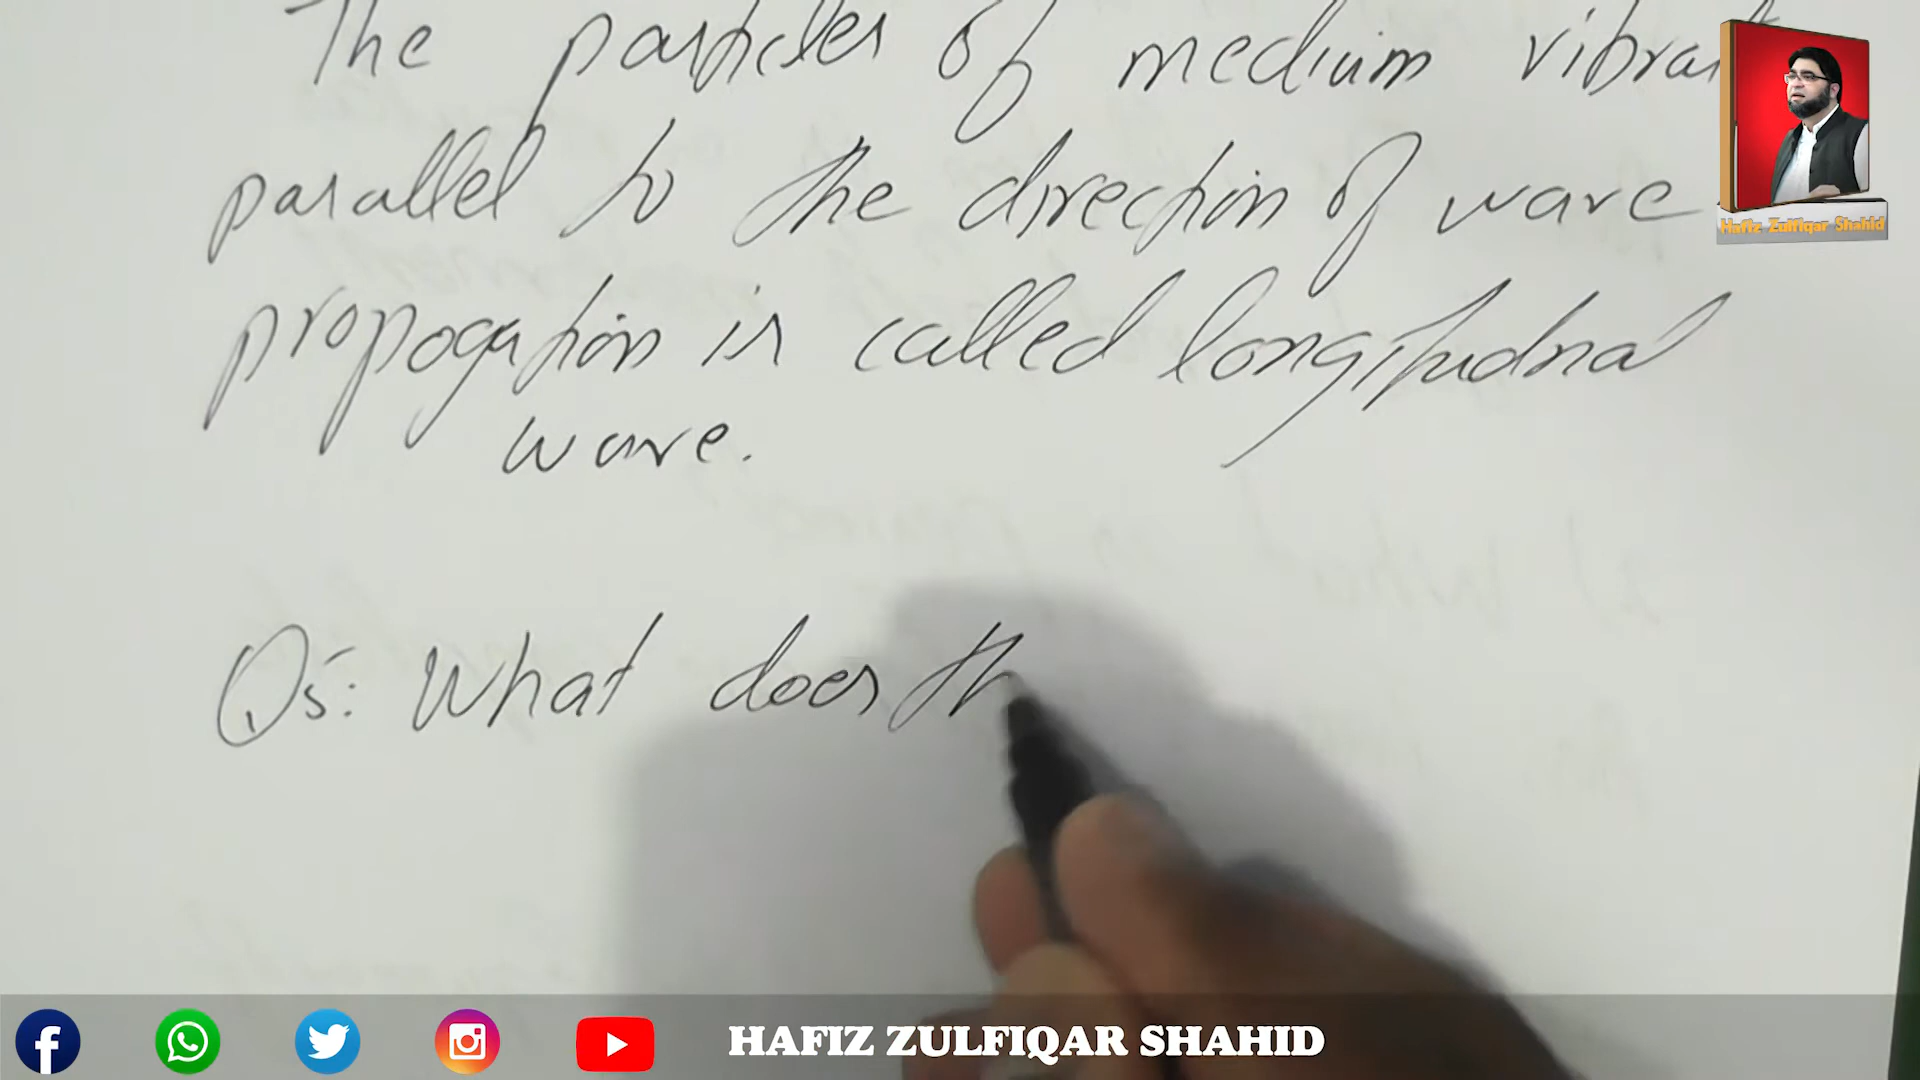 The particles of medium vibrat
parallel to the direction of wave
propogation is called longitudnal
wave.
Q5: What does th
Hafiz Zulfiqar Shahid
HAFIZ ZULFIQAR SHAHID